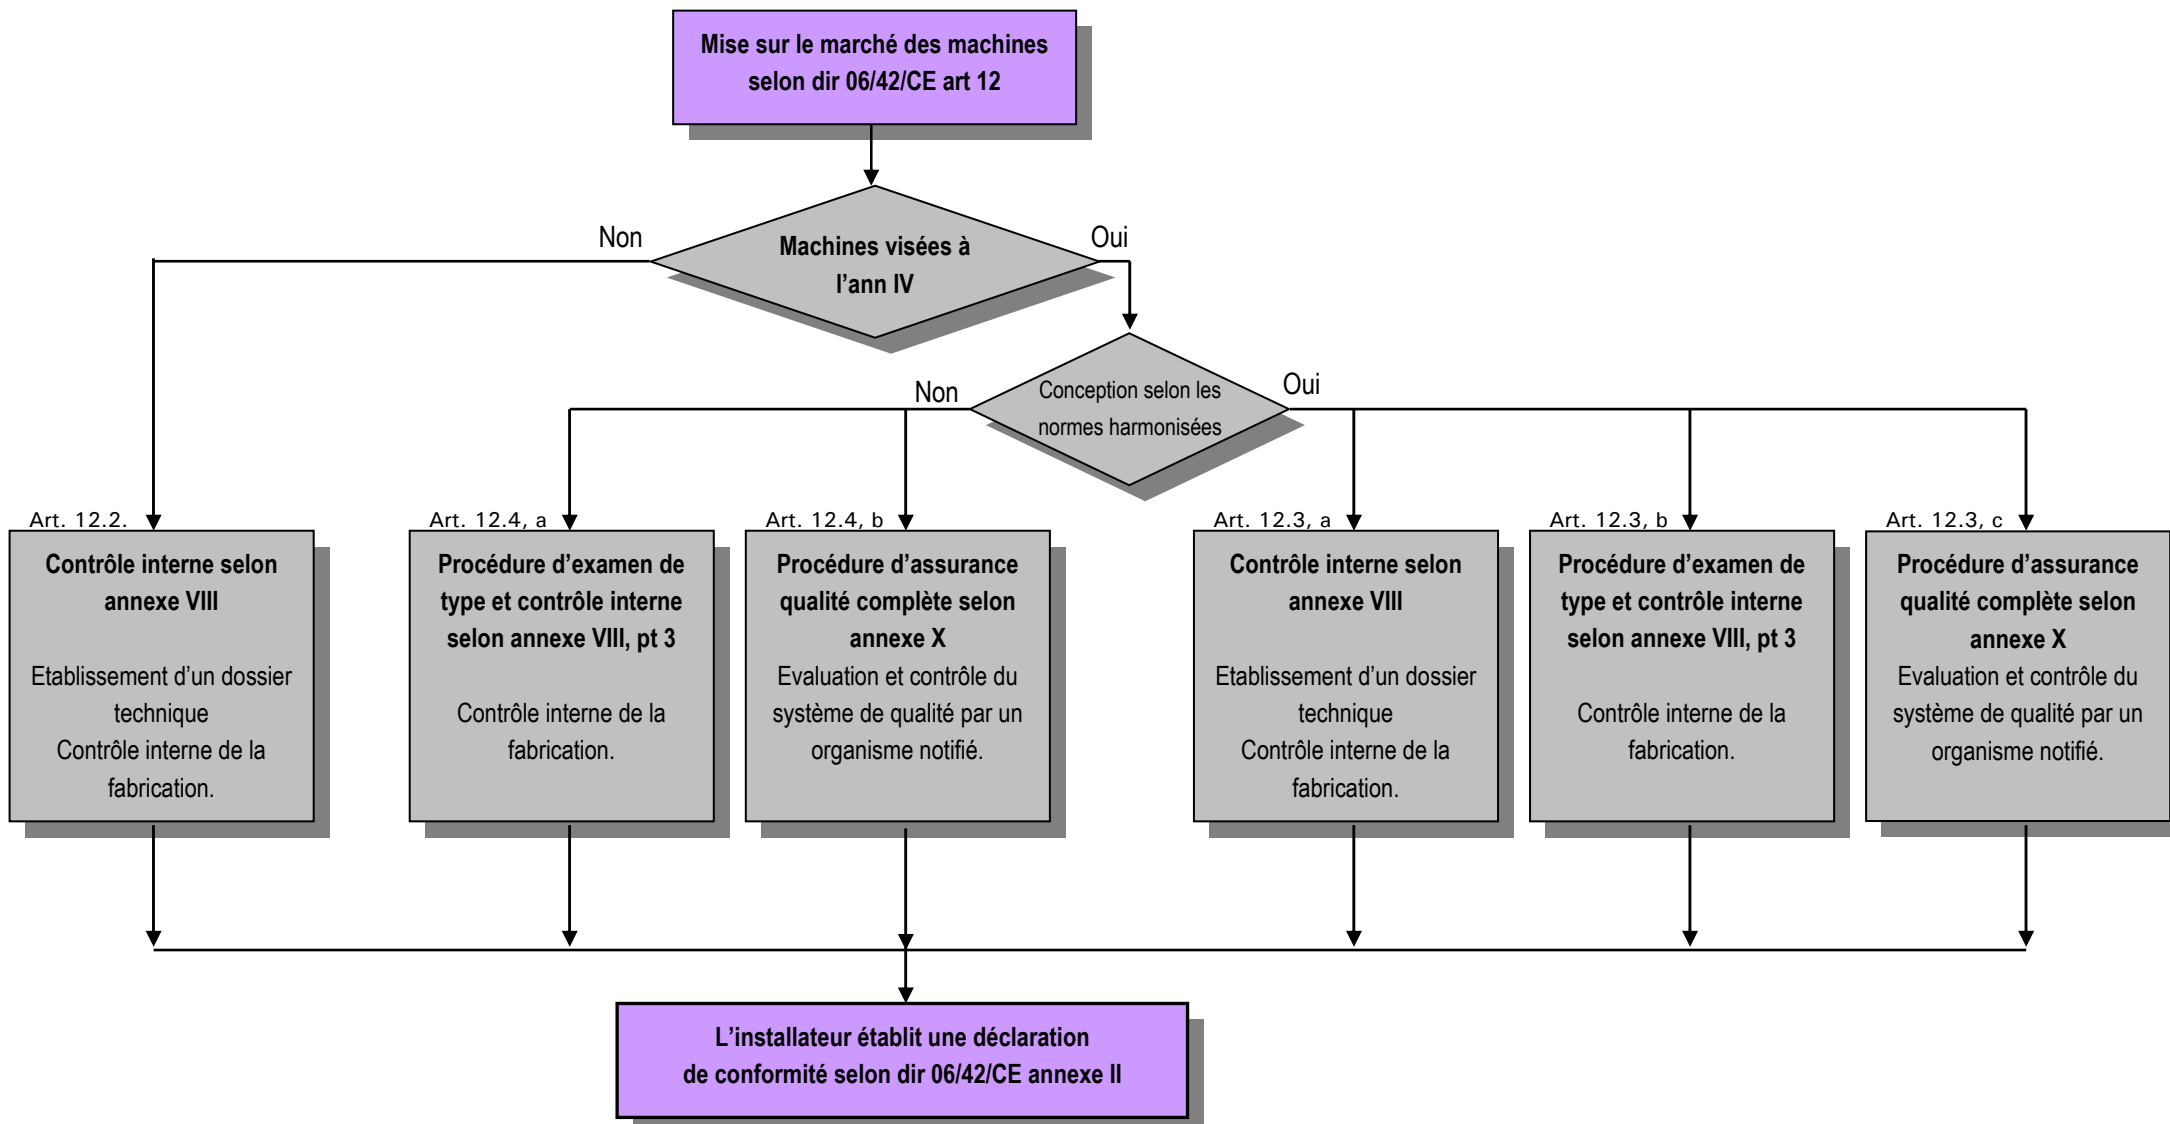 Mise sur le marché des machines
selon dir 06/42/CE art 12
Non
Oui
Machines visées à
l’ann IV
Non
Oui
Conception selon les
normes harmonisées
Art. 12.2.
Contrôle interne selon
annexe VIII
Etablissement d’un dossier
technique
Contrôle interne de la
fabrication.
Art. 12.4, a
Procédure d’examen de
type et contrôle interne
selon annexe VIII, pt 3
Contrôle interne de la
fabrication.
Art. 12.4, b
Procédure d’assurance
qualité complète selon
annexe X
Evaluation et contrôle du
système de qualité par un
organisme notifié.
Art. 12.3, a
Contrôle interne selon
annexe VIII
Etablissement d’un dossier
technique
Contrôle interne de la
fabrication.
Art. 12.3, b
Procédure d’examen de
type et contrôle interne
selon annexe VIII, pt 3
Contrôle interne de la
fabrication.
Art. 12.3, c
Procédure d’assurance
qualité complète selon
annexe X
Evaluation et contrôle du
système de qualité par un
organisme notifié.
L’installateur établit une déclaration
de conformité selon dir 06/42/CE annexe II